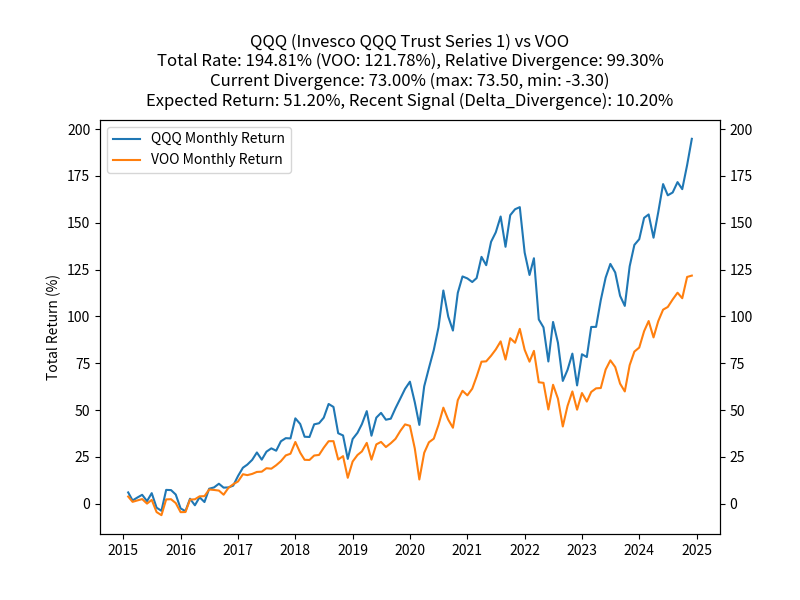 QQQ (Invesco QQQ Trust Series 1) vs VOO
Total Rate: 194.81% (VOO: 121.78%), Relative Divergence: 99.30%
Current Divergence: 73.00% (max: 73.50, min: -3.30)
Expected Return: 51.20%, Recent Signal (Delta_Divergence): 10.20%
QQQ Monthly Return
VOO Monthly Return
Total Return (%)
200
175
150
125
100
75
50
25
0
200
175
150
125
100
75
50
25
0
2015 2016 2017 2018 2019 2020 2021 2022 2023 2024 2025